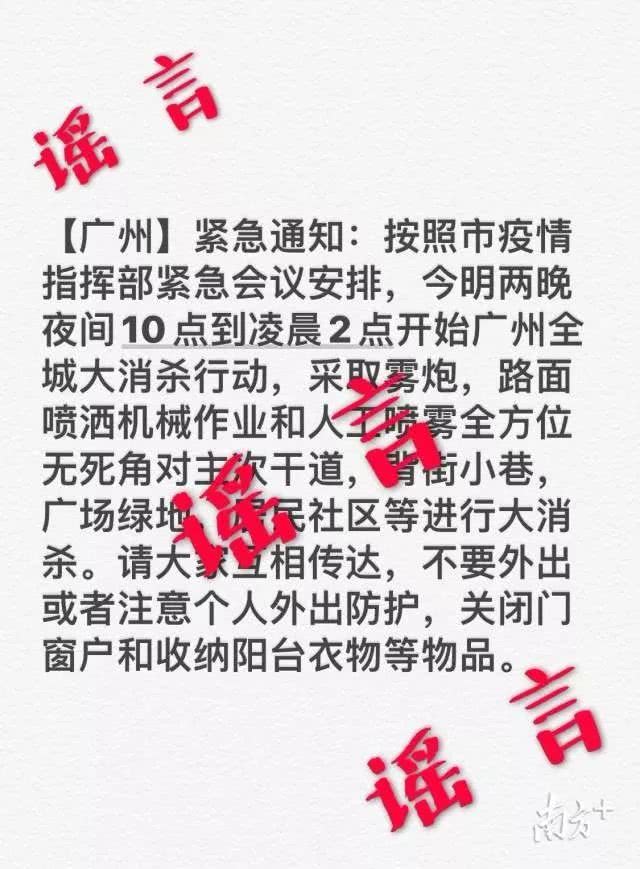 谣言
【广州】紧急通知：按照市疫情
指挥部紧急会议安排，今明两晚
夜间10点到凌晨2点开始广州全
城大消杀行动，采取雾炮，路面
喷洒机械作业和人工喷雾全方位
无死角对主次干道，背街小巷，
广场绿地、居民社区等进行大消
杀。请大家互相传达，不要外出
或者注意个人外出防护，关闭门
窗户和收纳阳台衣物等物品。
谣言
谣言
南方+